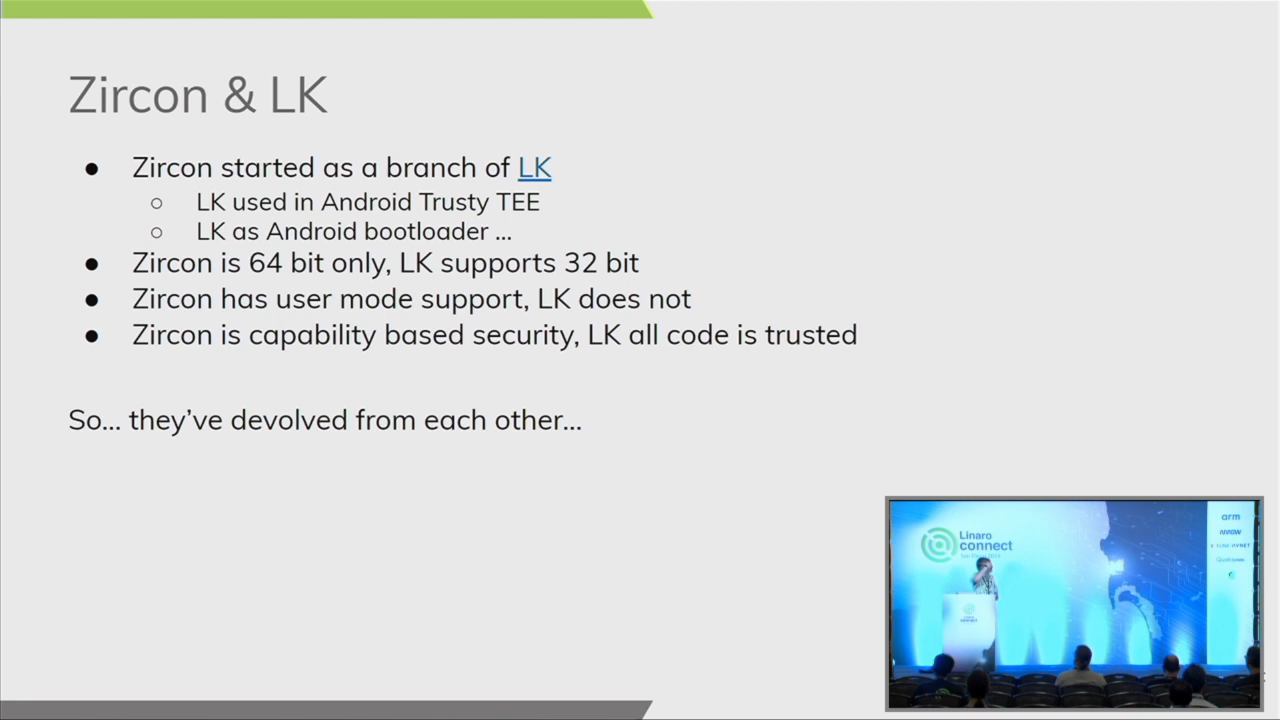 Zircon & LK
● Zircon started as a branch of LK
○ LK used in Android Trusty TEE
○ LK as Android bootloader ...
● Zircon is 64 bit only, LK supports 32 bit
● Zircon has user mode support, LK does not
● Zircon is capability based security, LK all code is trusted
So... they’ve devolved from each other...
Linaro
connect
arm